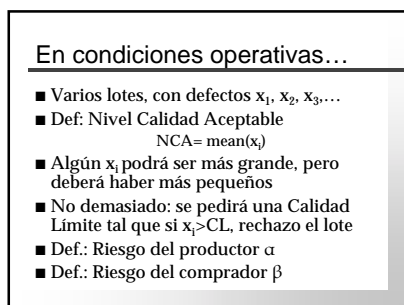 En condiciones operativas…
■ Varios lotes, con defectos x₁, x₂, x₃,…
■ Def: Nivel Calidad Aceptable
NCA= mean(xᵢ)
■ Algún xᵢ podrá ser más grande, pero
deberá haber más pequeños
■ No demasiado: se pedirá una Calidad
Límite tal que si xᵢ>CL, rechazo el lote
■ Def.: Riesgo del productor α
■ Def.: Riesgo del comprador β